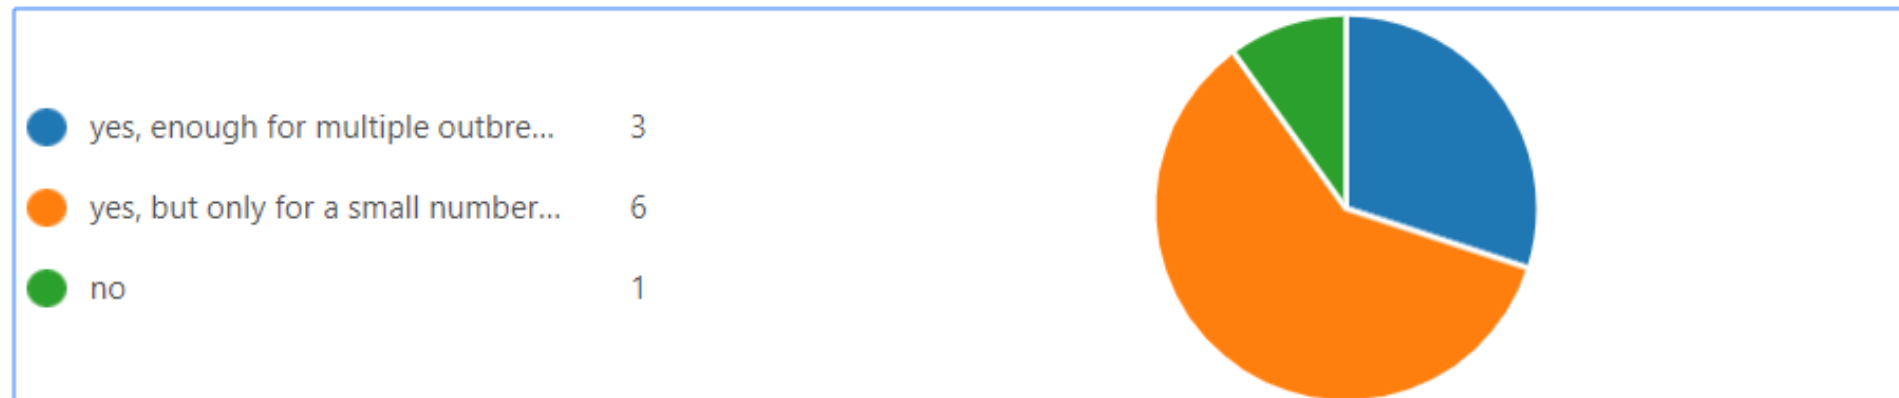 yes, enough for multiple outbre... 3
yes, but only for a small number... 6
no 1